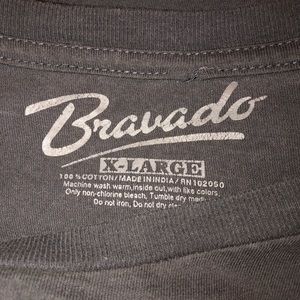 Bravado
X-LARGE
100% COTTON/MADE IN INDIA/RN 102050
Machine wash warm, inside out, with like colors.
Only non-chlorine bleach, Tumble dry
Do not iron, Do not dry